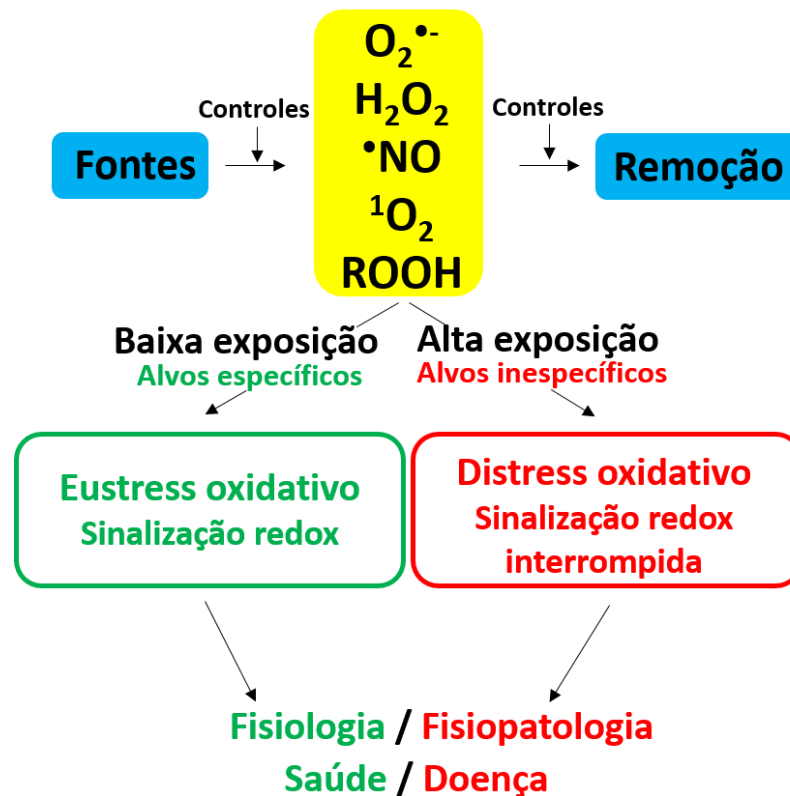 O₂•-
H₂O₂
•NO
¹O₂
ROOH
Controles
Controles
Fontes
Remoção
Baixa exposição
Alvos específicos
Alta exposição
Alvos inespecíficos
Eustress oxidativo
Sinalização redox
Distress oxidativo
Sinalização redox
interrompida
Fisiologia / Fisiopatologia
Saúde / Doença